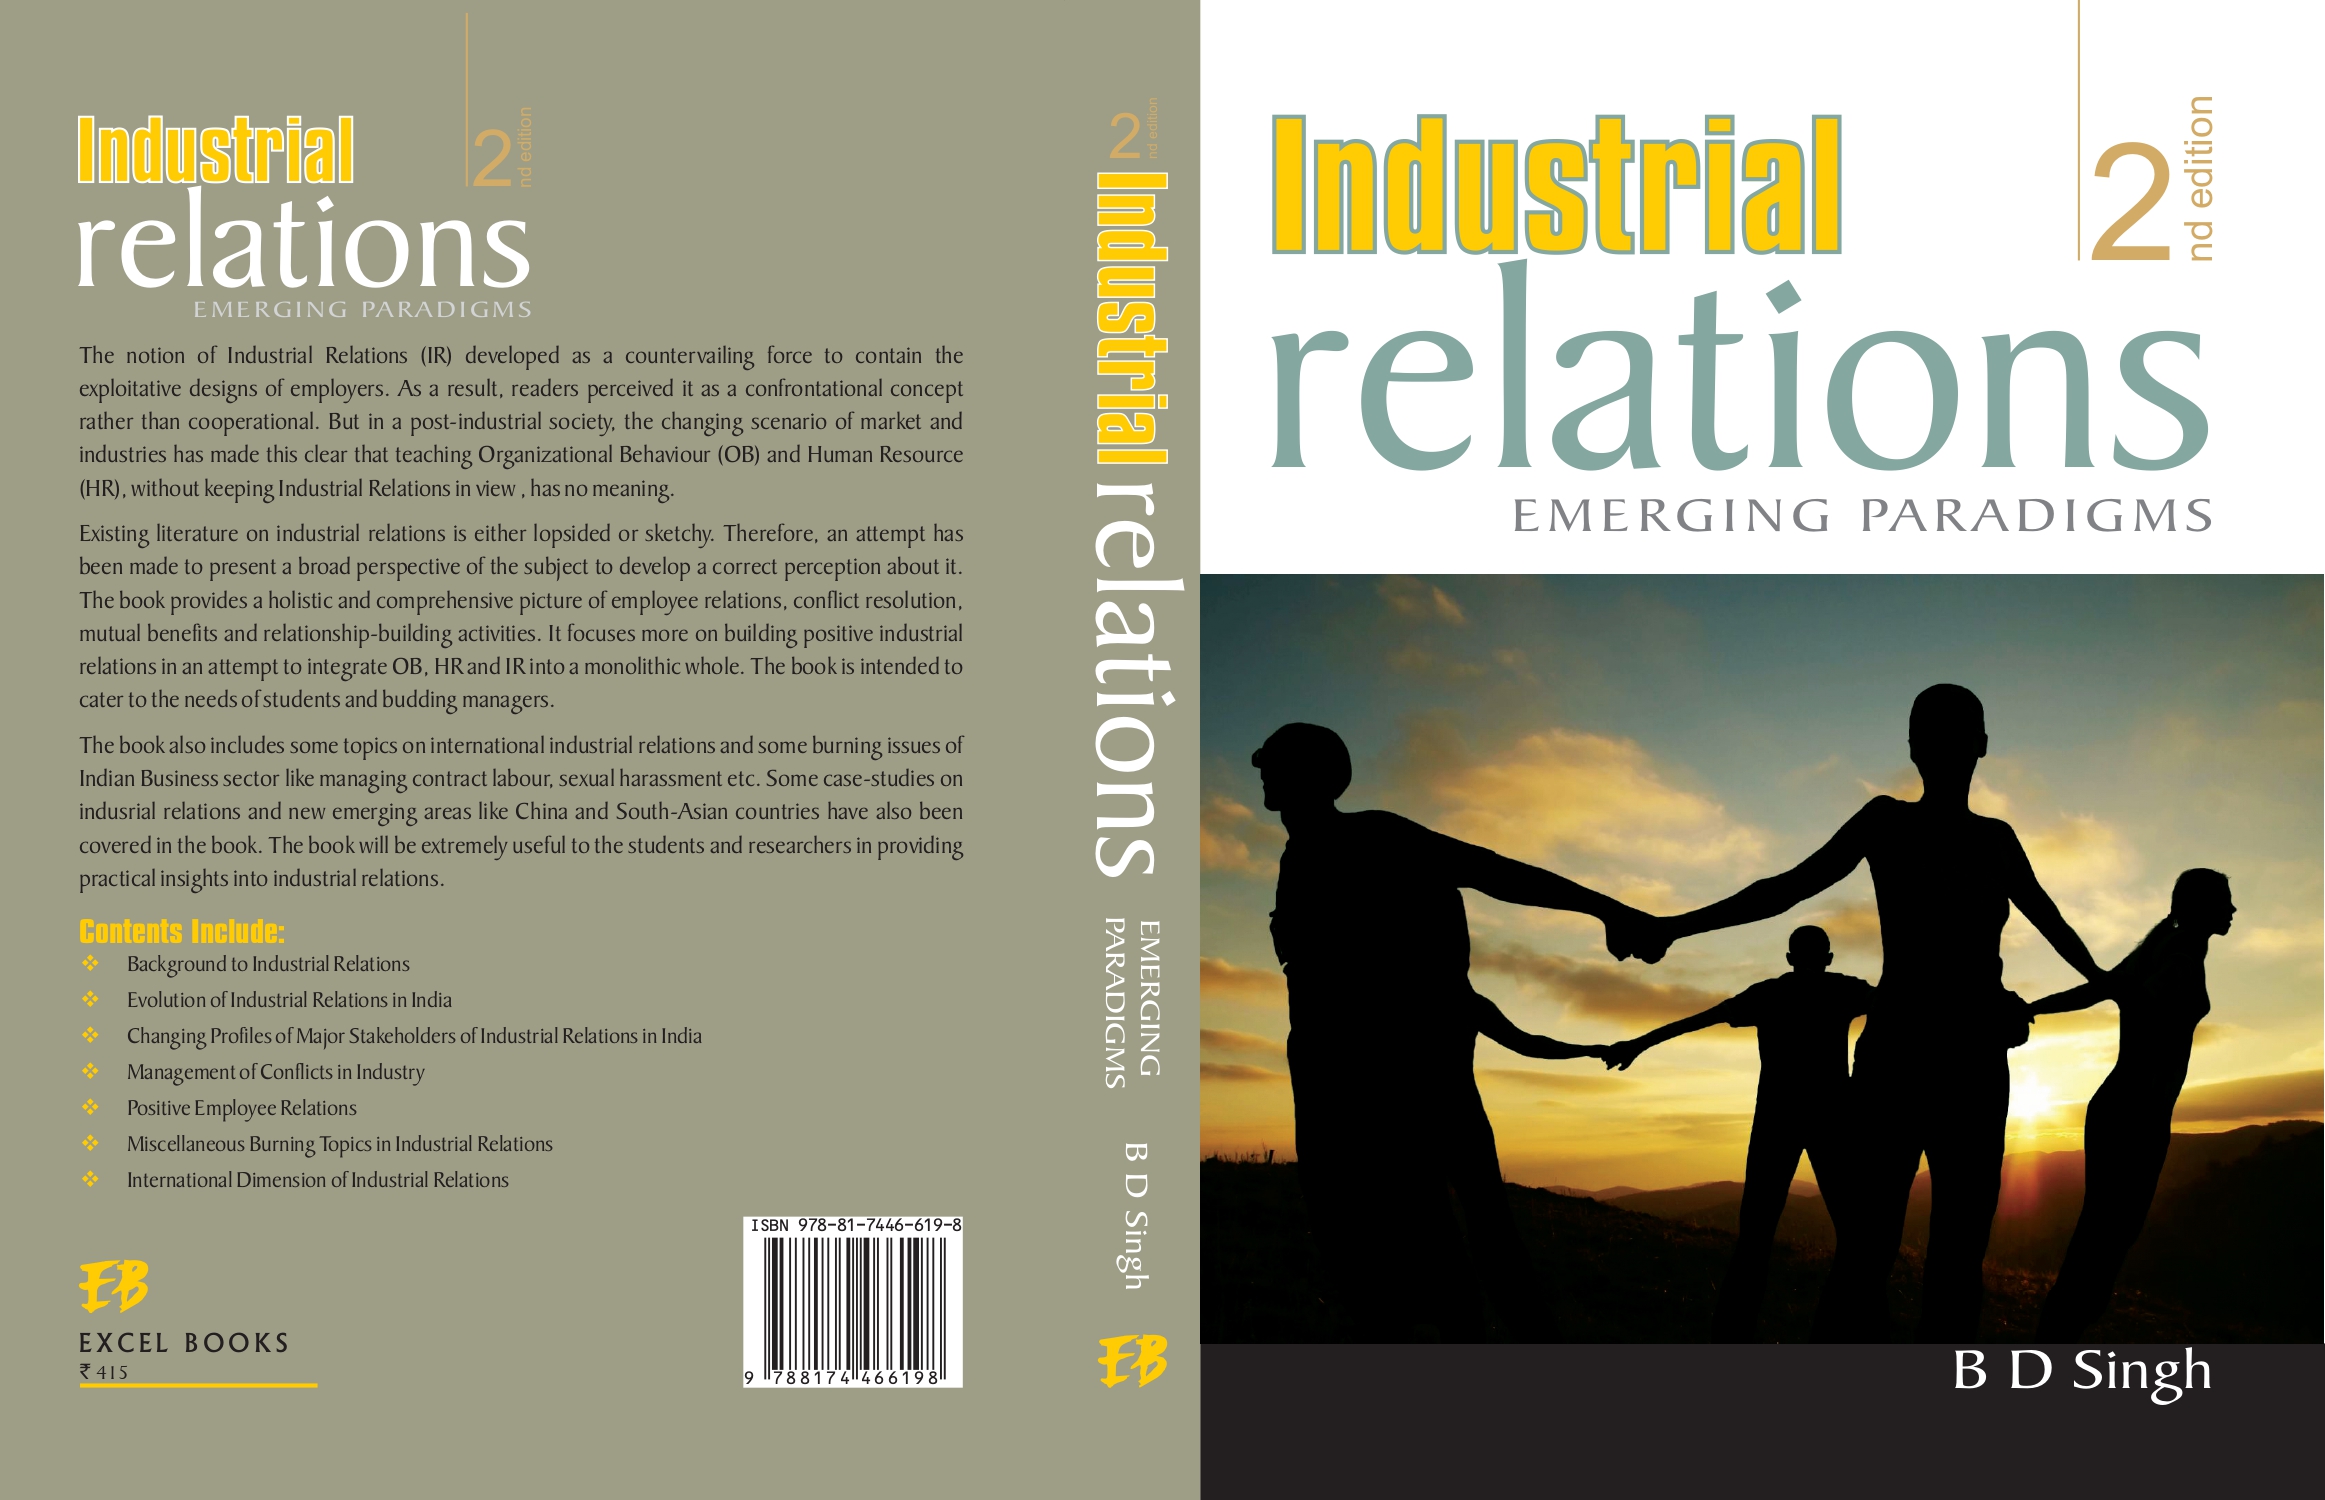 Industrial
2 nd edition
relations
EMERGING PARADIGMS
The notion of Industrial Relations (IR) developed as a countervailing force to contain the
exploitative designs of employers. As a result, readers perceived it as a confrontational concept
rather than cooperational. But in a post-industrial society, the changing scenario of market and
industries has made this clear that teaching Organizational Behaviour (OB) and Human Resource
(HR), without keeping Industrial Relations in view , has no meaning.
Existing literature on industrial relations is either lopsided or sketchy. Therefore, an attempt has
been made to present a broad perspective of the subject to develop a correct perception about it.
The book provides a holistic and comprehensive picture of employee relations, conflict resolution,
mutual benefits and relationship-building activities. It focuses more on building positive industrial
relations in an attempt to integrate OB, HR and IR into a monolithic whole. The book is intended to
cater to the needs of students and budding managers.
The book also includes some topics on international industrial relations and some burning issues of
Indian Business sector like managing contract labour, sexual harassment etc. Some case-studies on
indusrial relations and new emerging areas like China and South-Asian countries have also been
covered in the book. The book will be extremely useful to the students and researchers in providing
practical insights into industrial relations.
Contents Include:
❖ Background to Industrial Relations
❖ Evolution of Industrial Relations in India
❖ Changing Profiles of Major Stakeholders of Industrial Relations in India
❖ Management of Conflicts in Industry
❖ Positive Employee Relations
❖ Miscellaneous Burning Topics in Industrial Relations
❖ International Dimension of Industrial Relations
EB
EXCEL BOOKS
₹ 415
ISBN 978-81-7446-619-8
9 788174 466198
2 nd edition
Industrial relations
EMERGING
PARADIGMS
B D Singh
EB
Industrial
2 nd edition
relations
EMERGING PARADIGMS
B D Singh